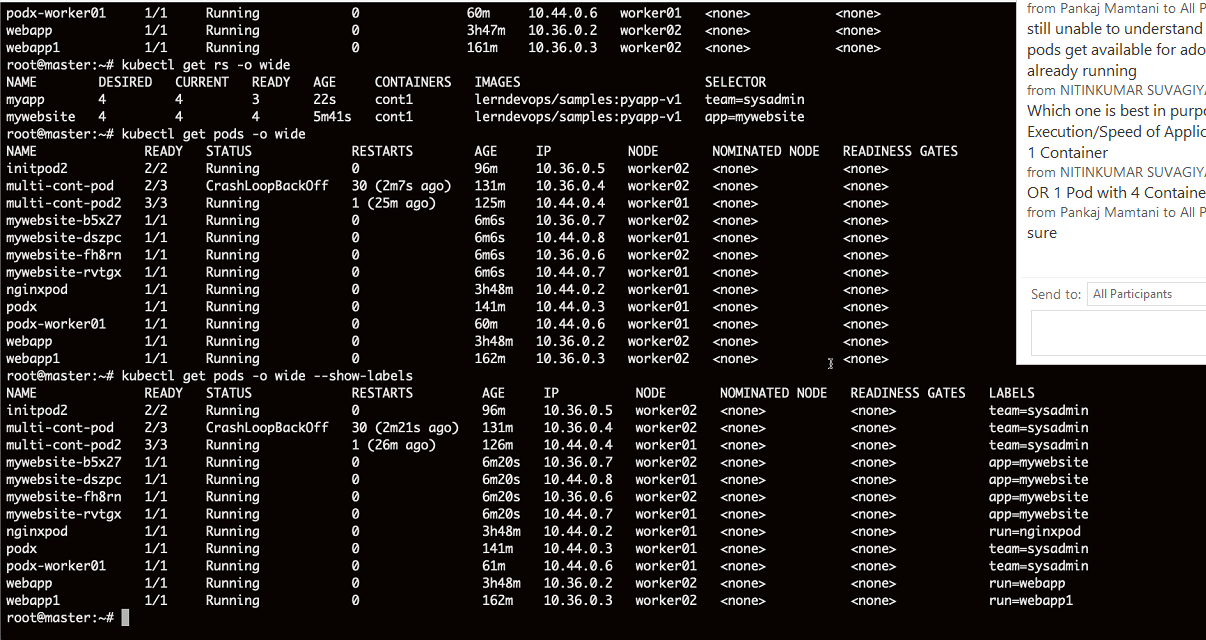 podx-worker01 1/1 Running 0 60m 10.44.0.6 worker01 <none> <none>
webapp 1/1 Running 0 3h47m 10.36.0.2 worker02 <none> <none>
webapp1 1/1 Running 0 161m 10.36.0.3 worker02 <none> <none>
root@master:~# kubectl get rs -o wide
NAME DESIRED CURRENT READY AGE CONTAINERS IMAGES SELECTOR
myapp 4 4 3 22s cont1 lerndevops/samples:pyapp-v1 team=sysadmin
mywebsite 4 4 4 5m41s cont1 lerndevops/samples:pyapp-v1 app=mywebsite
root@master:~# kubectl get pods -o wide
NAME READY STATUS RESTARTS AGE IP NODE NOMINATED NODE READINESS GATES
initpod2 2/2 Running 0 96m 10.36.0.5 worker02 <none> <none>
multi-cont-pod 2/3 CrashLoopBackOff 30 (2m7s ago) 131m 10.36.0.4 worker02 <none> <none>
multi-cont-pod2 3/3 Running 1 (25m ago) 125m 10.44.0.4 worker01 <none> <none>
mywebsite-b5x27 1/1 Running 0 6m6s 10.36.0.7 worker02 <none> <none>
mywebsite-dszpc 1/1 Running 0 6m6s 10.44.0.8 worker01 <none> <none>
mywebsite-fh8rn 1/1 Running 0 6m6s 10.36.0.6 worker02 <none> <none>
mywebsite-rvtgx 1/1 Running 0 6m6s 10.44.0.7 worker01 <none> <none>
nginxpod 1/1 Running 0 3h48m 10.44.0.2 worker01 <none> <none>
podx 1/1 Running 0 141m 10.44.0.3 worker01 <none> <none>
podx-worker01 1/1 Running 0 60m 10.44.0.6 worker01 <none> <none>
webapp 1/1 Running 0 3h48m 10.36.0.2 worker02 <none> <none>
webapp1 1/1 Running 0 162m 10.36.0.3 worker02 <none> <none>
root@master:~# kubectl get pods -o wide --show-labels
NAME READY STATUS RESTARTS AGE IP NODE NOMINATED NODE READINESS GATES LABELS
initpod2 2/2 Running 0 96m 10.36.0.5 worker02 <none> <none> team=sysadmin
multi-cont-pod 2/3 CrashLoopBackOff 30 (2m21s ago) 131m 10.36.0.4 worker02 <none> <none> team=sysadmin
multi-cont-pod2 3/3 Running 1 (26m ago) 126m 10.44.0.4 worker01 <none> <none> team=sysadmin
mywebsite-b5x27 1/1 Running 0 6m20s 10.36.0.7 worker02 <none> <none> app=mywebsite
mywebsite-dszpc 1/1 Running 0 6m20s 10.44.0.8 worker01 <none> <none> app=mywebsite
mywebsite-fh8rn 1/1 Running 0 6m20s 10.36.0.6 worker02 <none> <none> app=mywebsite
mywebsite-rvtgx 1/1 Running 0 6m20s 10.44.0.7 worker01 <none> <none> app=mywebsite
nginxpod 1/1 Running 0 3h48m 10.44.0.2 worker01 <none> <none> run=nginxpod
podx 1/1 Running 0 141m 10.44.0.3 worker01 <none> <none> team=sysadmin
podx-worker01 1/1 Running 0 61m 10.44.0.6 worker01 <none> <none> team=sysadmin
webapp 1/1 Running 0 3h48m 10.36.0.2 worker02 <none> <none> run=webapp
webapp1 1/1 Running 0 162m 10.36.0.3 worker02 <none> <none> run=webapp1
root@master:~#
from Pankaj Mamtani to All P
still unable to understand
pods get available for ado
already running
from NITINKUMAR SUVAGIY
Which one is best in purpo
Execution/Speed of Applic
1 Container
from NITINKUMAR SUVAGIY
OR 1 Pod with 4 Containe
from Pankaj Mamtani to All P
sure
Send to: All Participants